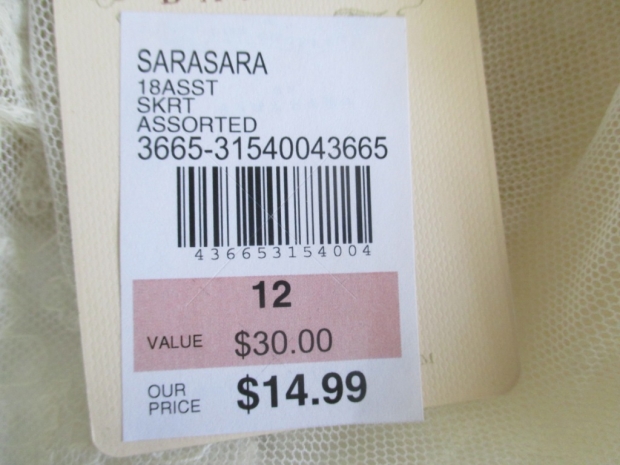 SARASARA
18ASST
SKRT
ASSORTED
3665-31540043665
436653154004
12
VALUE $30.00
OUR PRICE $14.99